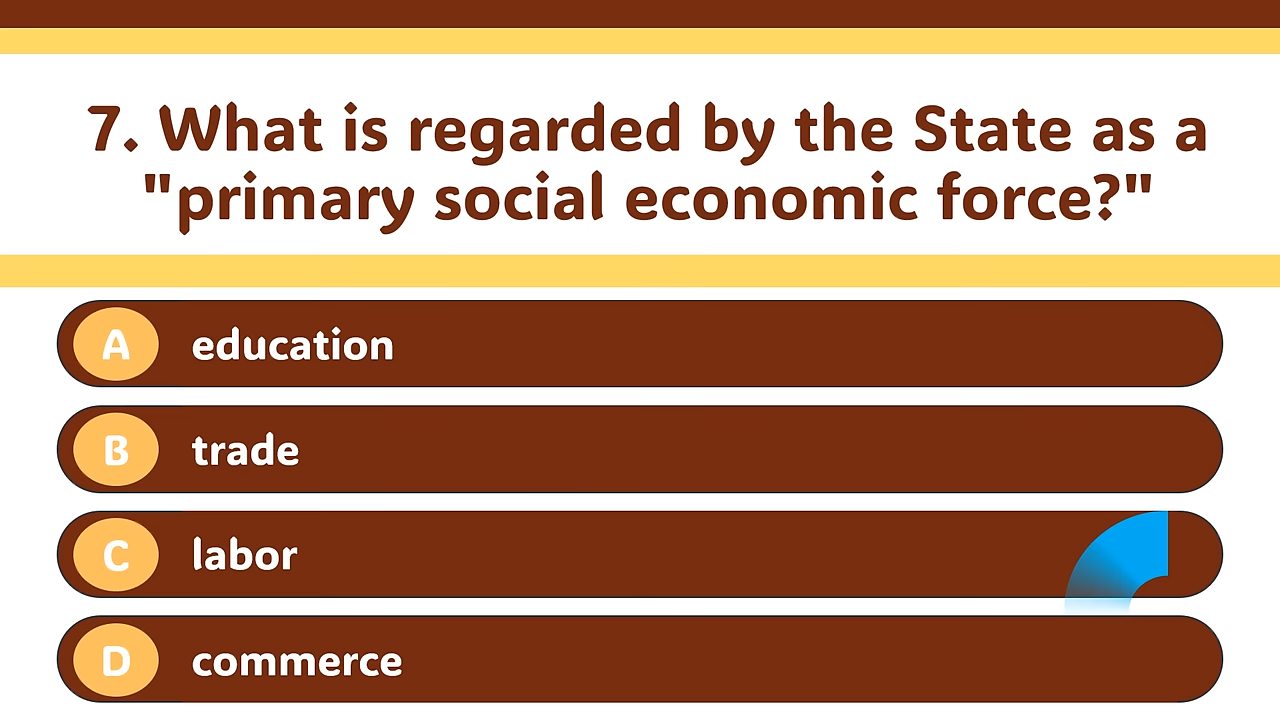 7. What is regarded by the State as a
"primary social economic force?"
A education
B trade
C labor
D commerce